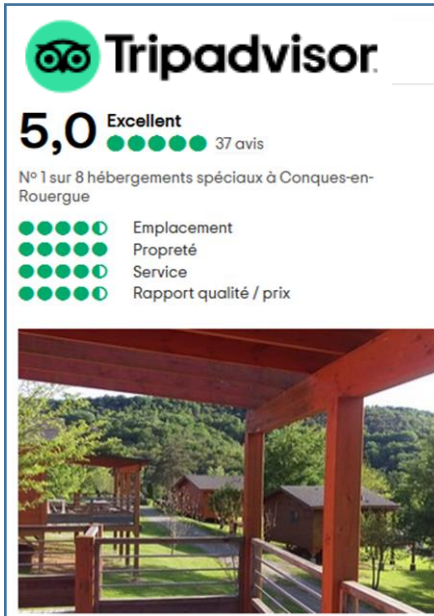 Tripadvisor
5,0 Excellent
37 avis
Nº 1 sur 8 hébergements spéciaux à Conques-en-
Rouergue
Emplacement
Propreté
Service
Rapport qualité / prix